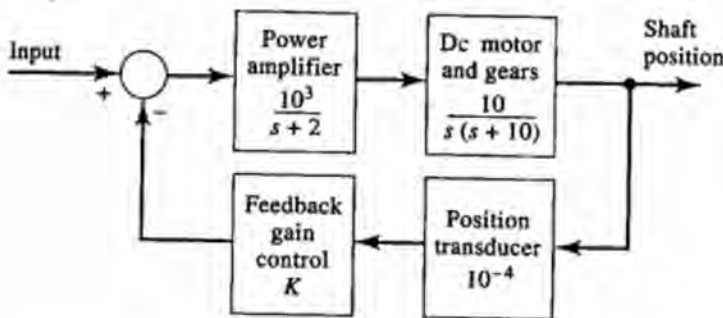 Input
+
−
Power
amplifier
10³
s + 2
Dc motor
and gears
10
s (s + 10)
Shaft
position
Feedback
gain
control
K
Position
transducer
10⁻⁴